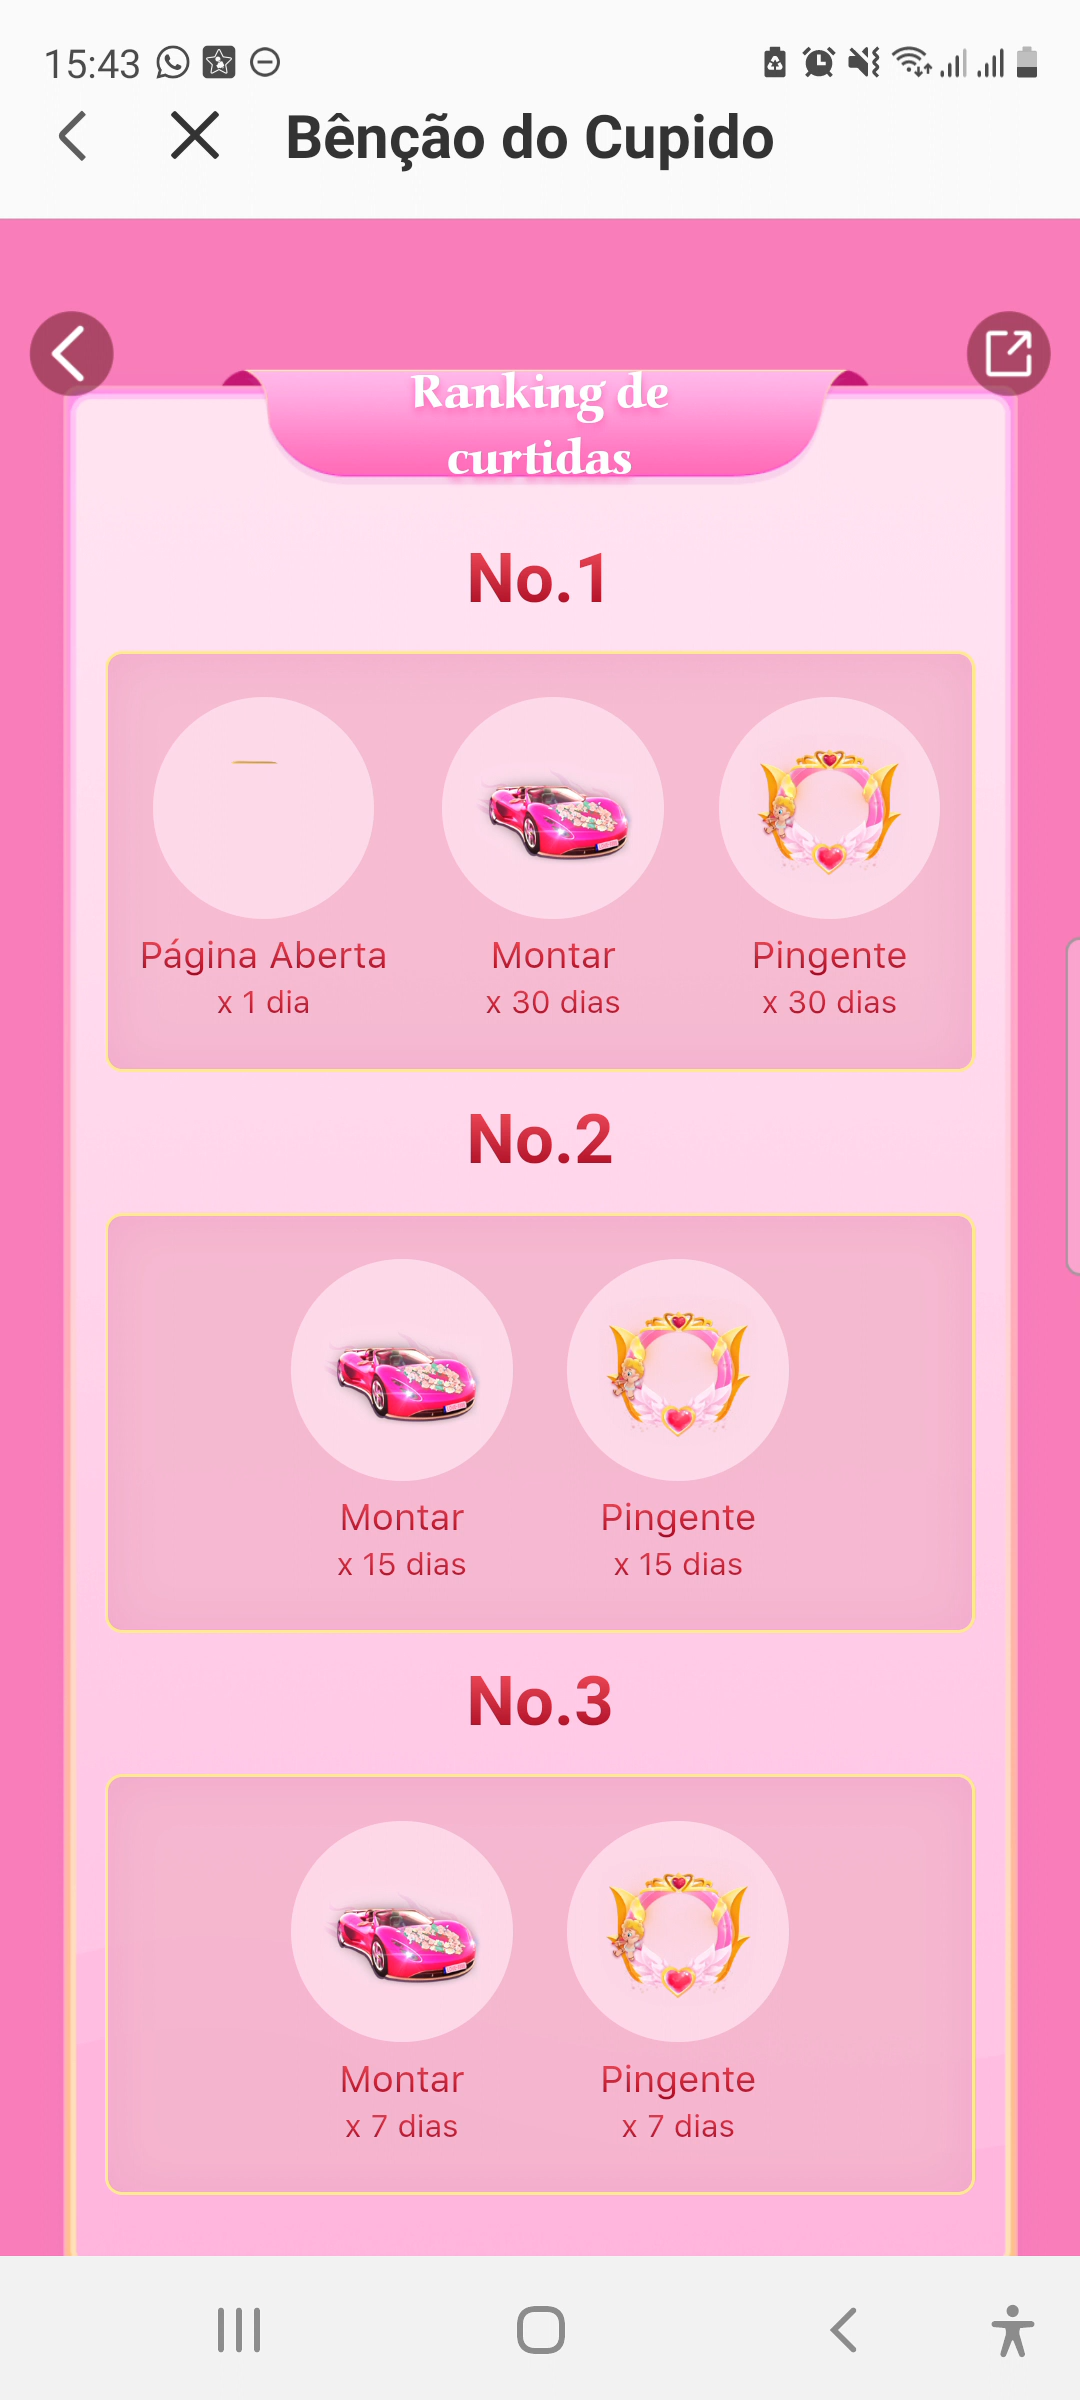 15:43
Bênção do Cupido
Ranking de
curtidas
No.1
Página Aberta
x 1 dia
Montar
x 30 dias
Pingente
x 30 dias
No.2
Montar
x 15 dias
Pingente
x 15 dias
No.3
Montar
x 7 dias
Pingente
x 7 dias